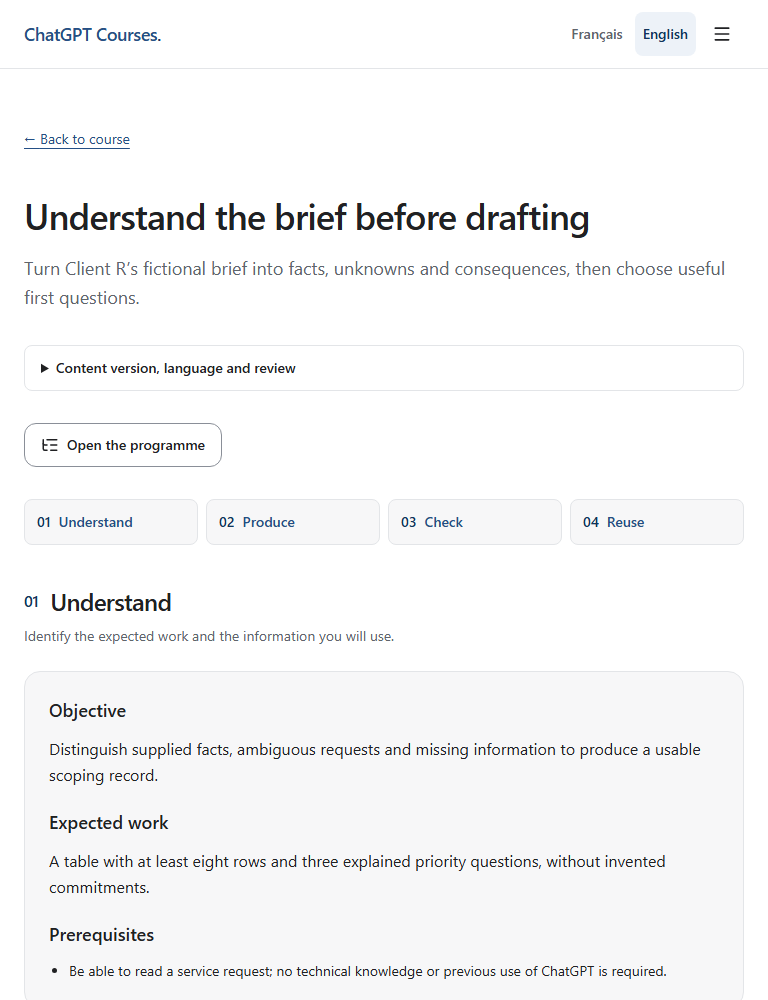 ChatGPT Courses.
Français
English
← Back to course
Understand the brief before drafting
Turn Client R's fictional brief into facts, unknowns and consequences, then choose useful
first questions.
Content version, language and review
Open the programme
01 Understand
02 Produce
03 Check
04 Reuse
01 Understand
Identify the expected work and the information you will use.
Objective
Distinguish supplied facts, ambiguous requests and missing information to produce a usable
scoping record.
Expected work
A table with at least eight rows and three explained priority questions, without invented
commitments.
Prerequisites
• Be able to read a service request; no technical knowledge or previous use of ChatGPT is required.